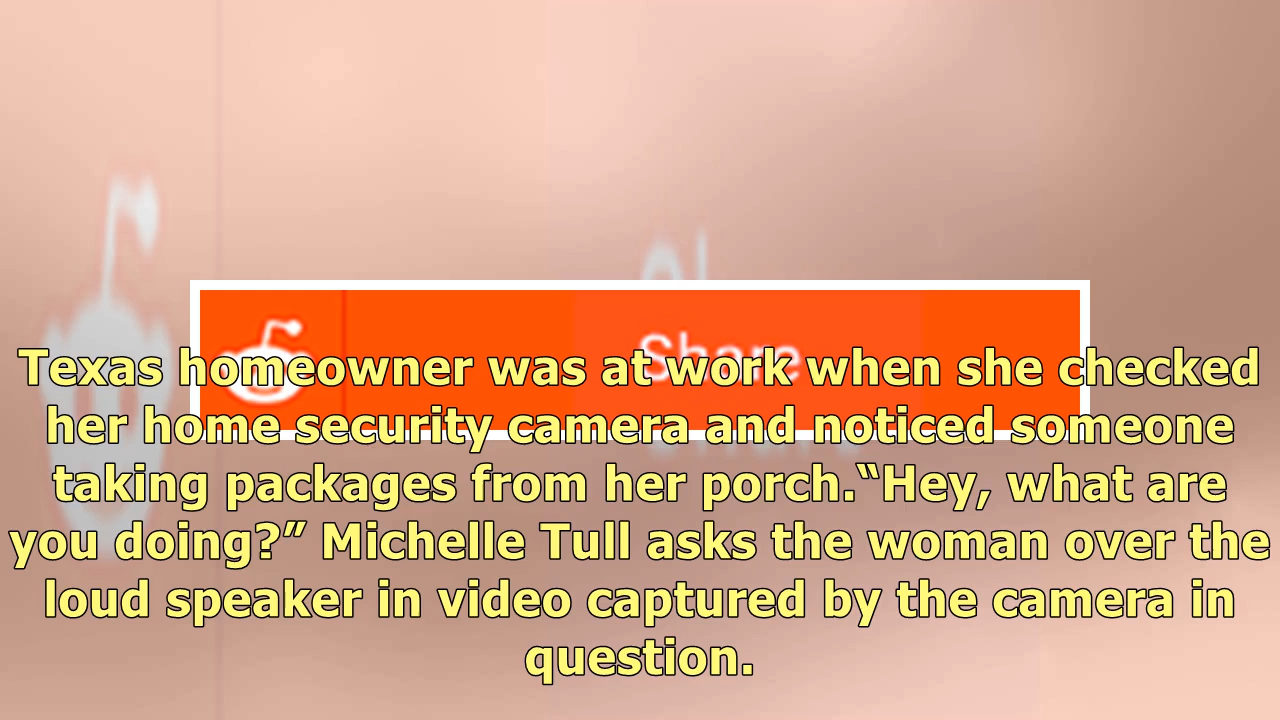 Share
Texas homeowner was at work when she checked
her home security camera and noticed someone
taking packages from her porch.“Hey, what are
you doing?” Michelle Tull asks the woman over the
loud speaker in video captured by the camera in
question.